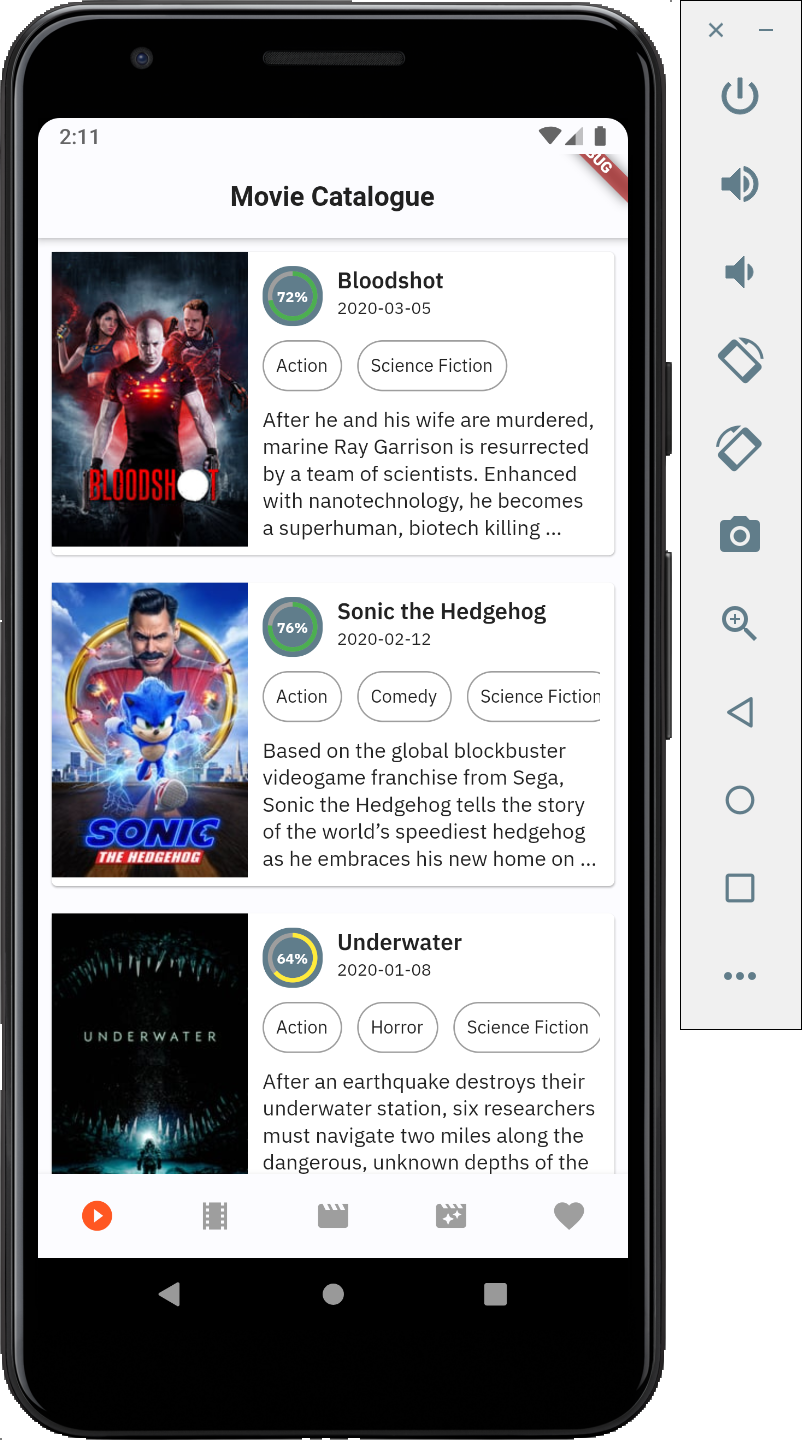 2:11
BUG
Movie Catalogue
72%
Bloodshot
2020-03-05
Action
Science Fiction
After he and his wife are murdered,
marine Ray Garrison is resurrected
by a team of scientists. Enhanced
with nanotechnology, he becomes
a superhuman, biotech killing ...
BLOODSH T
76%
Sonic the Hedgehog
2020-02-12
Action
Comedy
Science Fiction
Based on the global blockbuster
videogame franchise from Sega,
Sonic the Hedgehog tells the story
of the world’s speediest hedgehog
as he embraces his new home on ...
SONIC
THE HEDGEHOG
64%
Underwater
2020-01-08
Action
Horror
Science Fiction
UNDERWATER
After an earthquake destroys their
underwater station, six researchers
must navigate two miles along the
dangerous, unknown depths of the